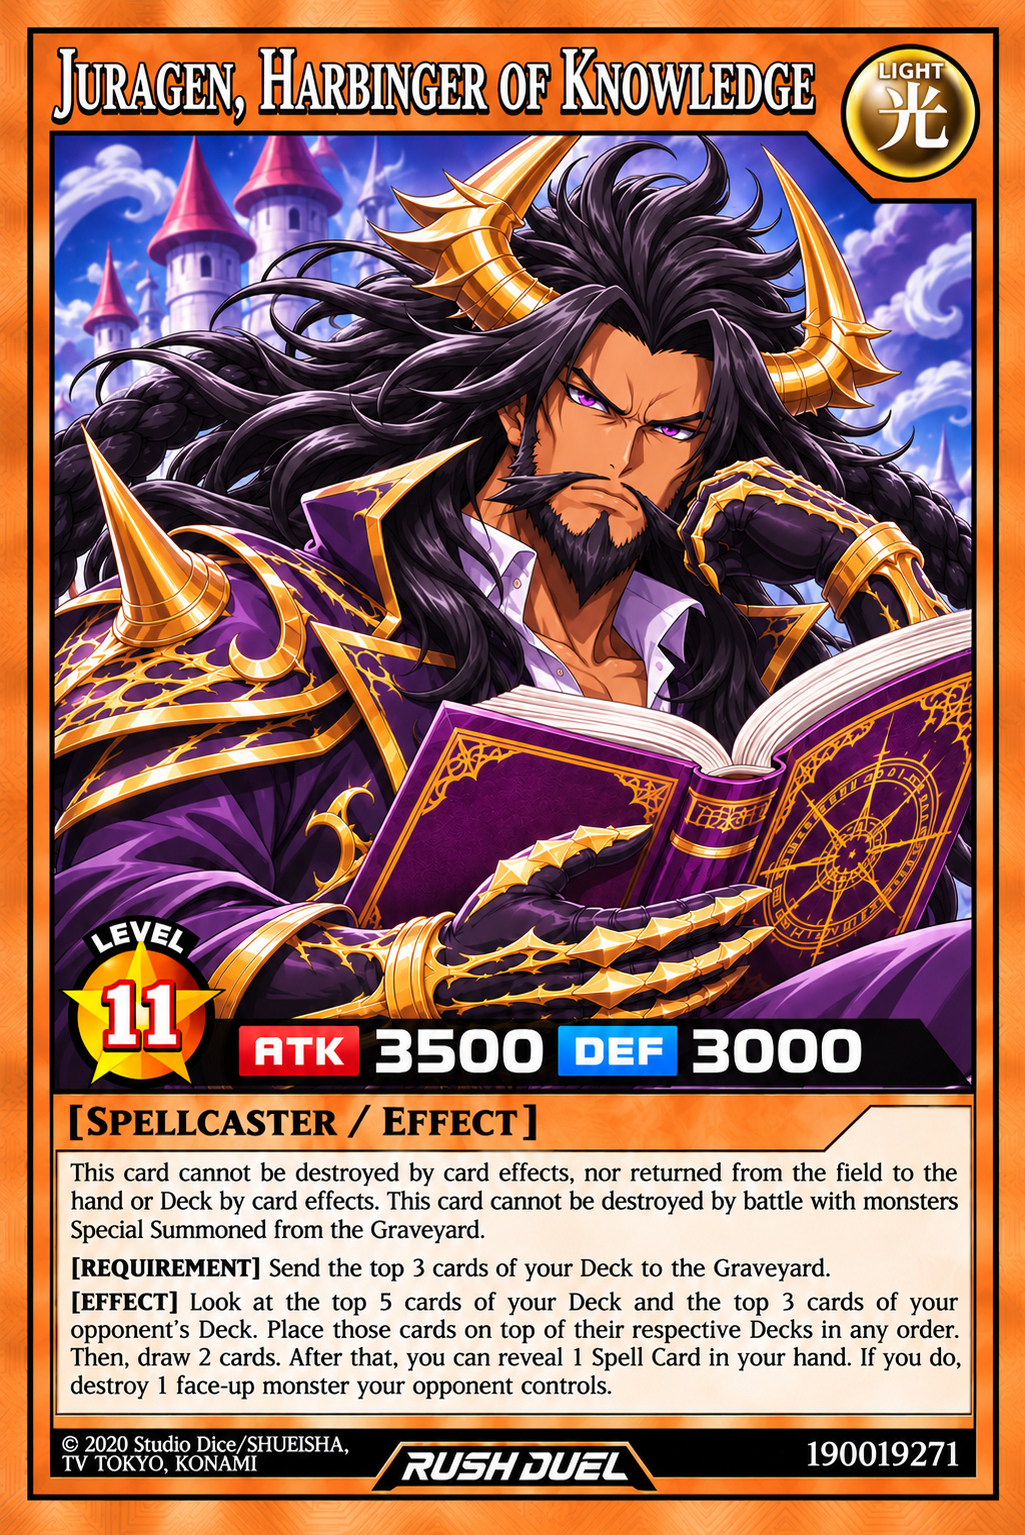 Juragen, Harbinger of Knowledge
LIGHT
光
LEVEL
11
ATK 3500 DEF 3000
[Spellcaster / Effect]
This card cannot be destroyed by card effects, nor returned from the field to the
hand or Deck by card effects. This card cannot be destroyed by battle with monsters
Special Summoned from the Graveyard.
[REQUIREMENT] Send the top 3 cards of your Deck to the Graveyard.
[EFFECT] Look at the top 5 cards of your Deck and the top 3 cards of your
opponent's Deck. Place those cards on top of their respective Decks in any order.
Then, draw 2 cards. After that, you can reveal 1 Spell Card in your hand. If you do,
destroy 1 face-up monster your opponent controls.
© 2020 Studio Dice/SHUEISHA,
TV TOKYO, KONAMI
RUSH DUEL
190019271